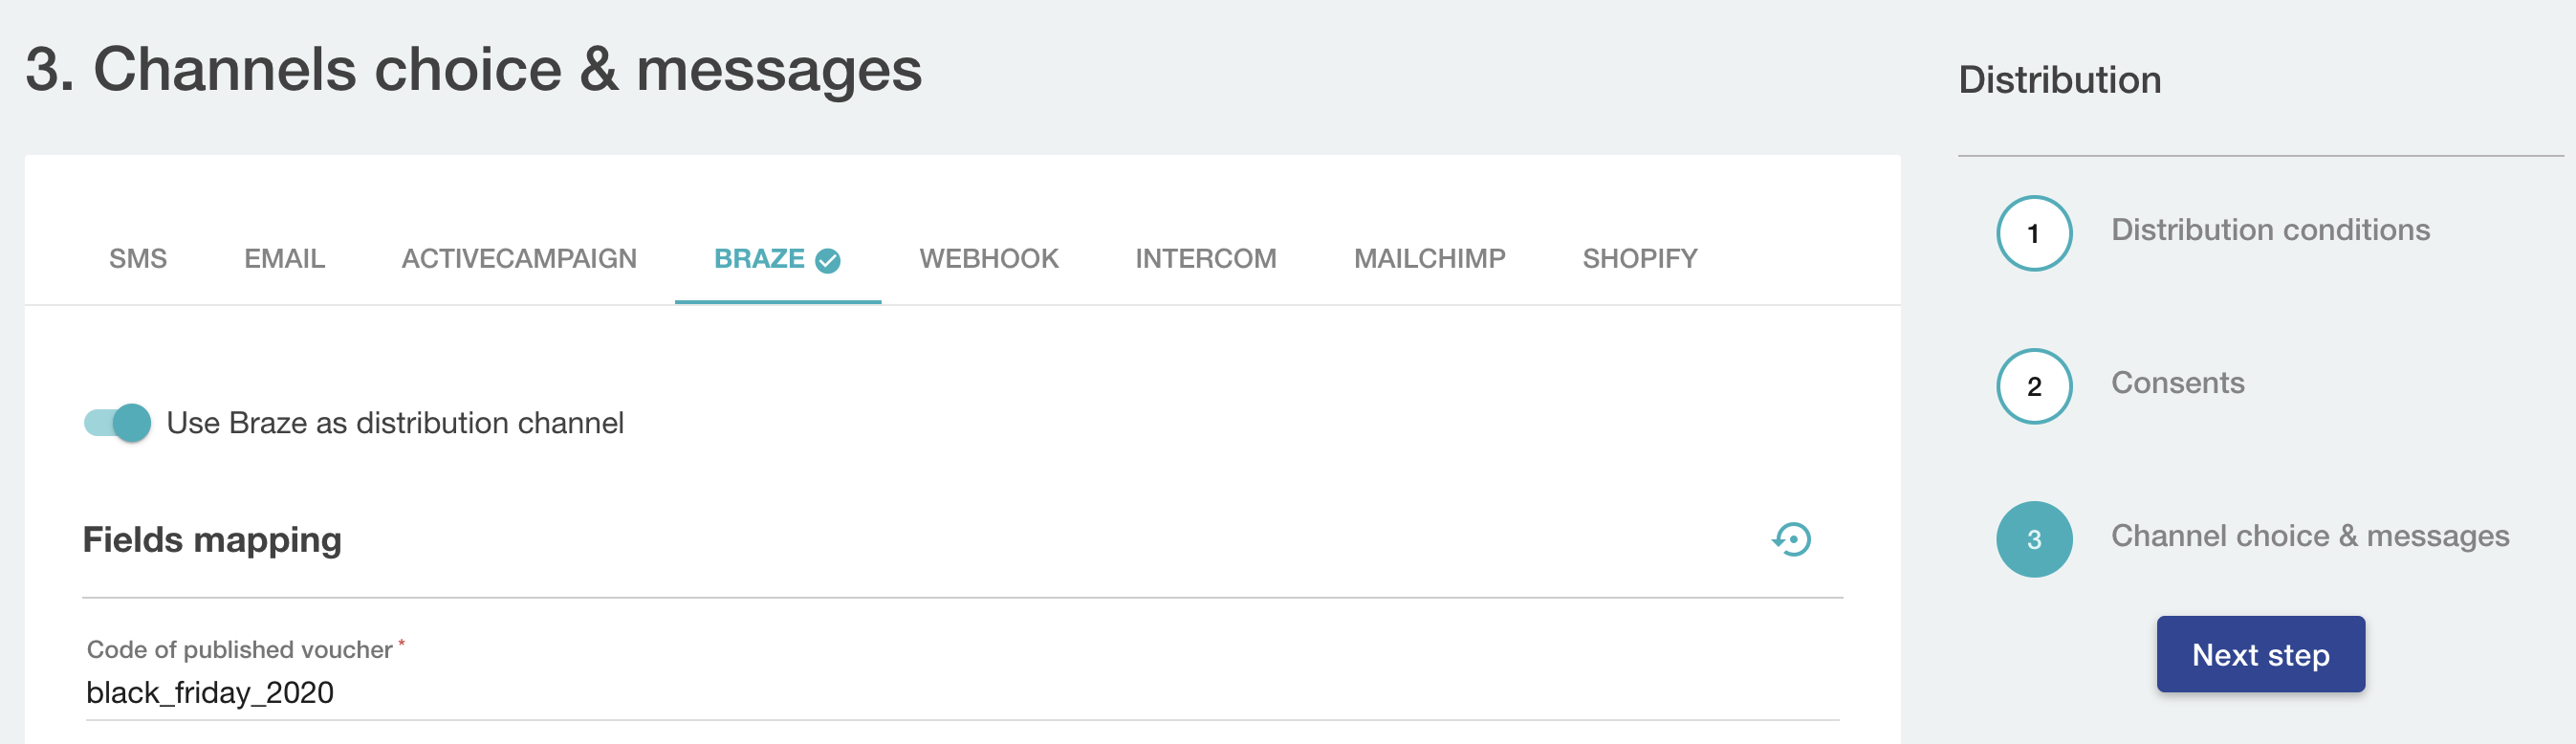 3. Channels choice & messages
SMS EMAIL ACTIVECAMPAIGN BRAZE WEBHOOK INTERCOM MAILCHIMP SHOPIFY
Use Braze as distribution channel
Fields mapping
Code of published voucher *
black_friday_2020
Distribution
1 Distribution conditions
2 Consents
3 Channel choice & messages
Next step